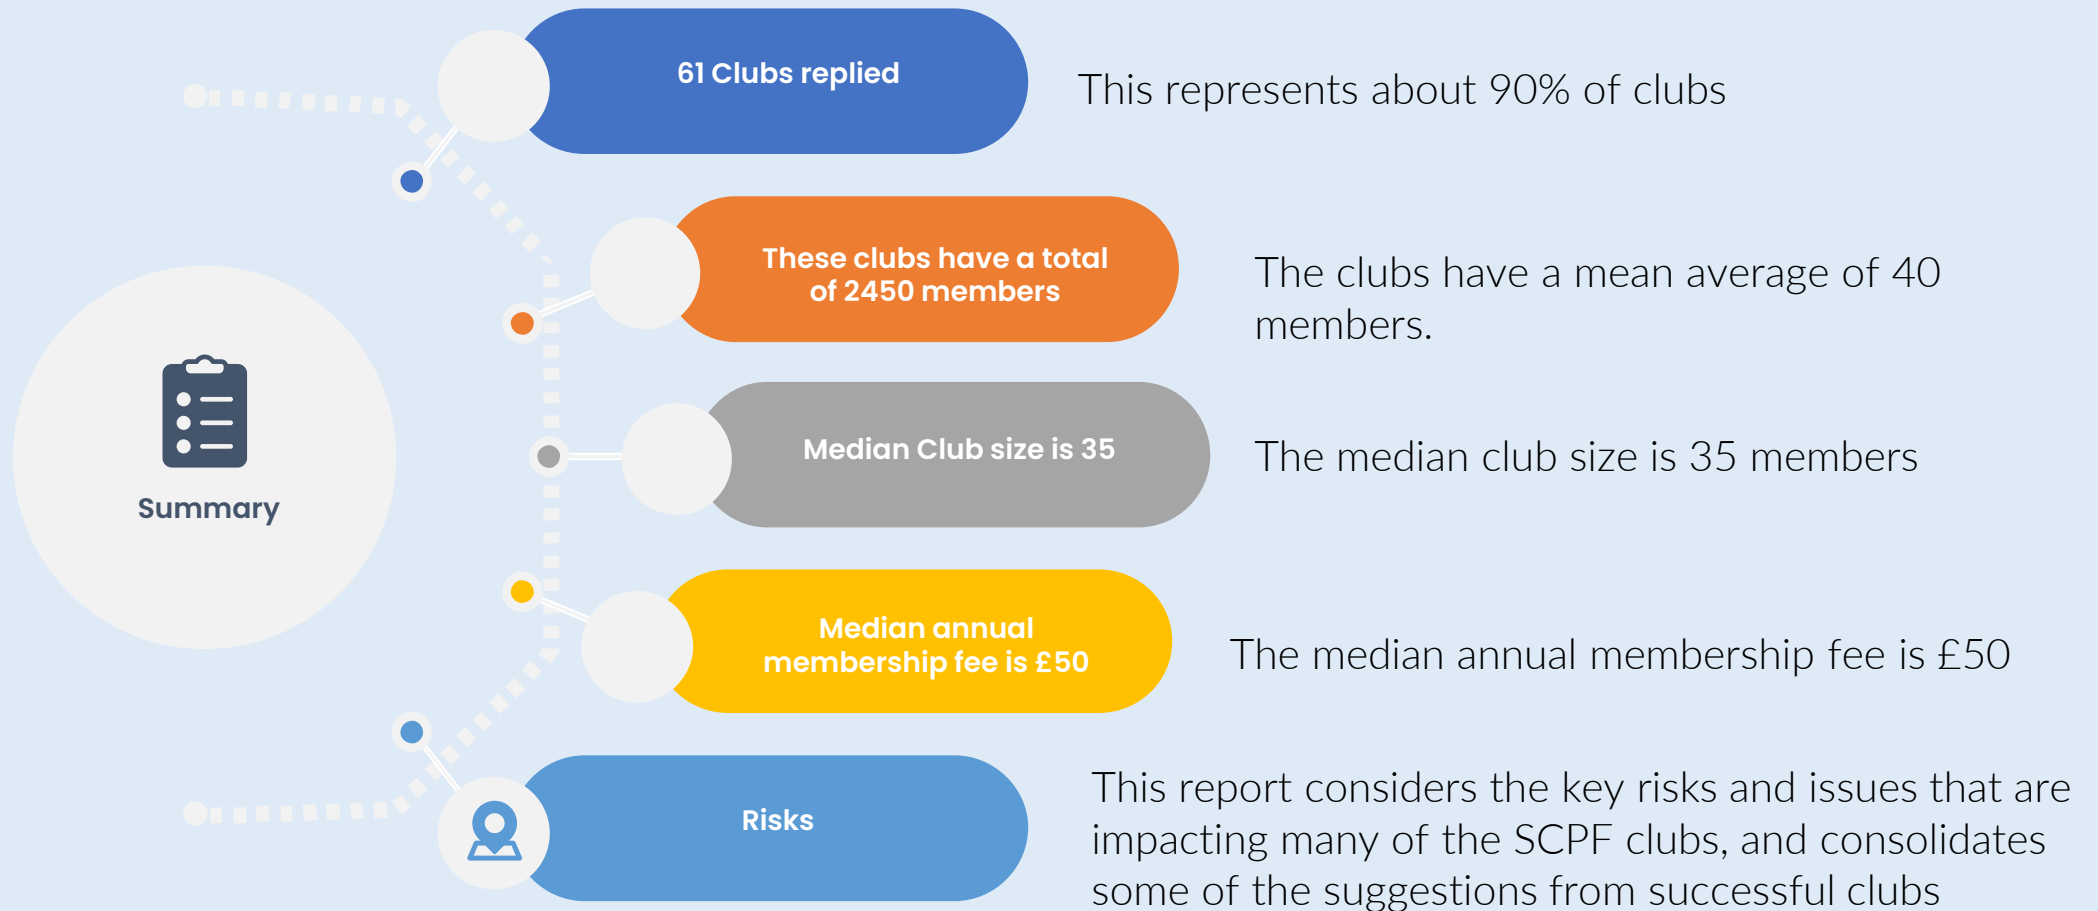 61 Clubs replied
This represents about 90% of clubs
These clubs have a total
of 2450 members
The clubs have a mean average of 40
members.
Summary
Median Club size is 35
The median club size is 35 members
Median annual
membership fee is £50
The median annual membership fee is £50
Risks
This report considers the key risks and issues that are
impacting many of the SCPF clubs, and consolidates
some of the suggestions from successful clubs